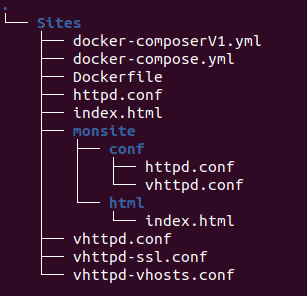 .
└── Sites
    ├── docker-composerV1.yml
    ├── docker-compose.yml
    ├── Dockerfile
    ├── httpd.conf
    ├── index.html
    ├── monsite
    │   ├── conf
    │   │   ├── httpd.conf
    │   │   └── vhttpd.conf
    │   └── html
    │       └── index.html
    ├── vhttpd.conf
    ├── vhttpd-ssl.conf
    └── vhttpd-vhosts.conf